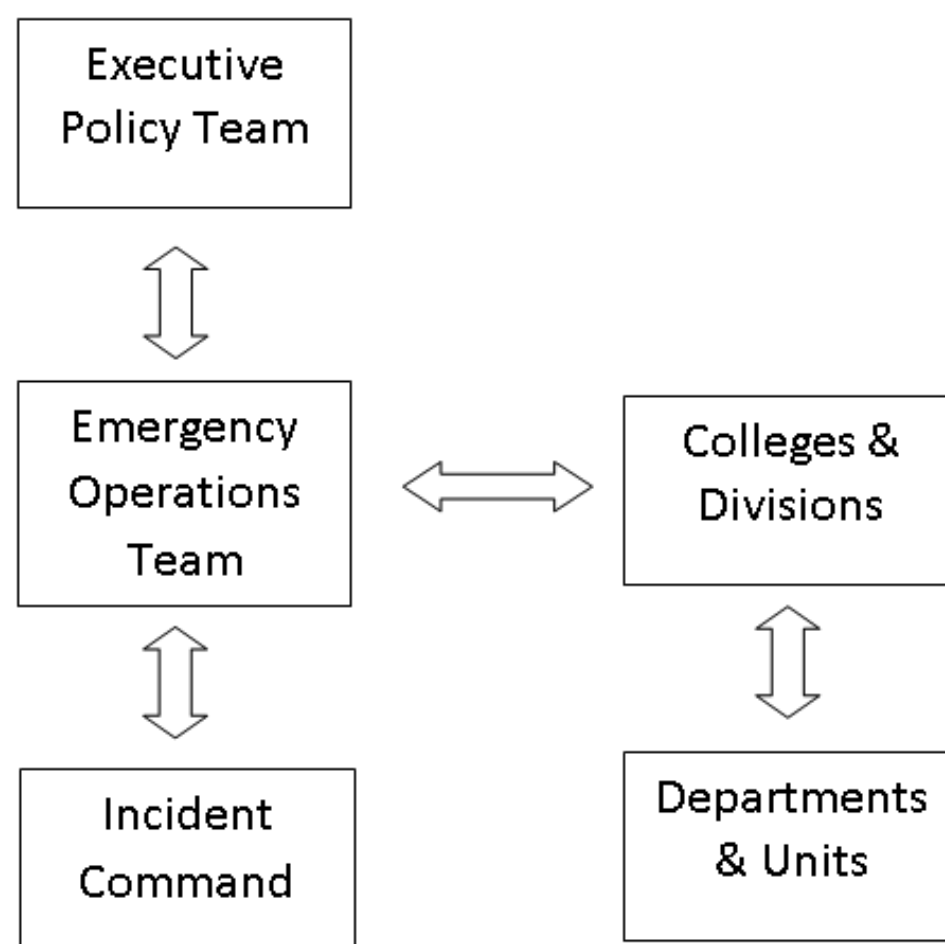 Executive
Policy Team
Emergency
Operations
Team
Colleges &
Divisions
Incident
Command
Departments
& Units